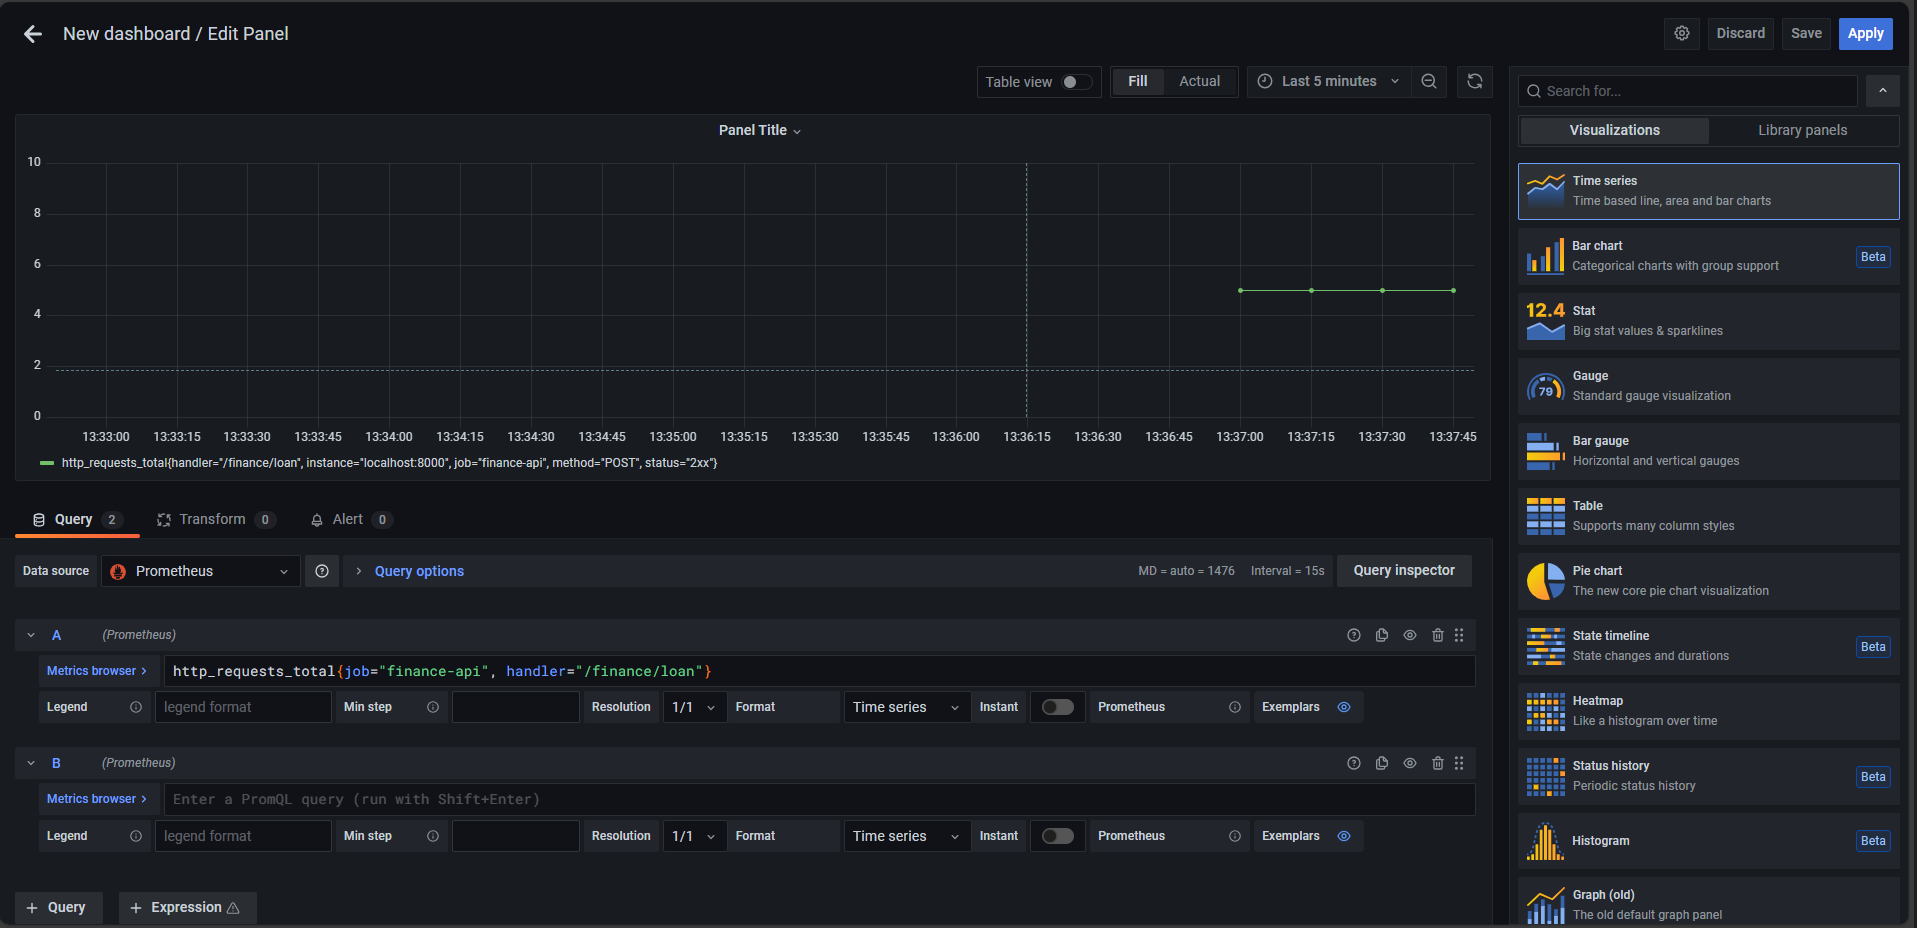 New dashboard / Edit Panel
Discard
Save
Apply
Table view
Fill
Actual
Last 5 minutes
Search for...
Visualizations
Library panels
Panel Title
10
8
6
4
2
0
13:33:00 13:33:15 13:33:30 13:33:45 13:34:00 13:34:15 13:34:30 13:34:45 13:35:00 13:35:15 13:35:30 13:35:45 13:36:00 13:36:15 13:36:30 13:36:45 13:37:00 13:37:15 13:37:30 13:37:45
http_requests_total{handler="/finance/loan", instance="localhost:8000", job="finance-api", method="POST", status="2xx"}
Query 2
Transform 0
Alert 0
Data source
Prometheus
Query options
MD = auto = 1476
Interval = 15s
Query inspector
A
(Prometheus)
Metrics browser >
http_requests_total{job="finance-api", handler="/finance/loan"}
Legend
legend format
Min step
Resolution
1/1
Format
Time series
Instant
Prometheus
Exemplars
B
(Prometheus)
Metrics browser >
Enter a PromQL query (run with Shift+Enter)
Legend
legend format
Min step
Resolution
1/1
Format
Time series
Instant
Prometheus
Exemplars
+ Query
+ Expression
Time series
Time based line, area and bar charts
Bar chart
Categorical charts with group support
Beta
12.4
Stat
Big stat values & sparklines
79
Gauge
Standard gauge visualization
Bar gauge
Horizontal and vertical gauges
Table
Supports many column styles
Pie chart
The new core pie chart visualization
State timeline
State changes and durations
Beta
Heatmap
Like a histogram over time
Status history
Periodic status history
Beta
Histogram
Beta
Graph (old)
The old default graph panel